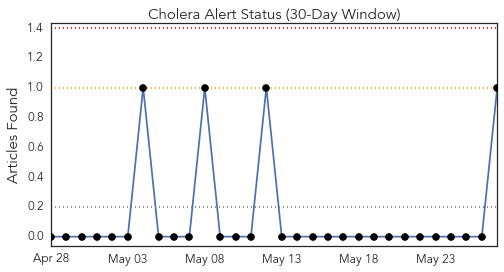 Cholera Alert Status (30-Day Window)
Articles Found
1.4
1.2
1.0
0.8
0.6
0.4
0.2
0.0
Apr 28 May 03 May 08 May 13 May 18 May 23